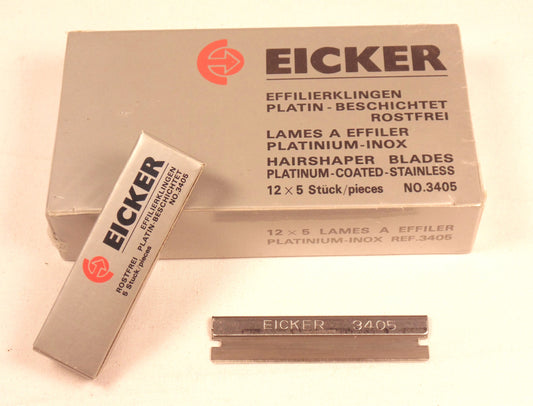 EICKER
EFFILIERKLINGEN
PLATIN-BESCHICHTET
ROSTFREI
LAMES A EFFILER
PLATINIUM-INOX
HAIRSHAPER BLADES
PLATINUM-COATED-STAINLESS
12 × 5 Stück/pieces NO.3405
12 × 5 LAMES A EFFILER
PLATINIUM-INOX REF.3405
EICKER
EFFILIERKLINGEN
ROSTFREI PLATIN-BESCHICHTET
5 Stück/pieces NO.3405
EICKER 3405